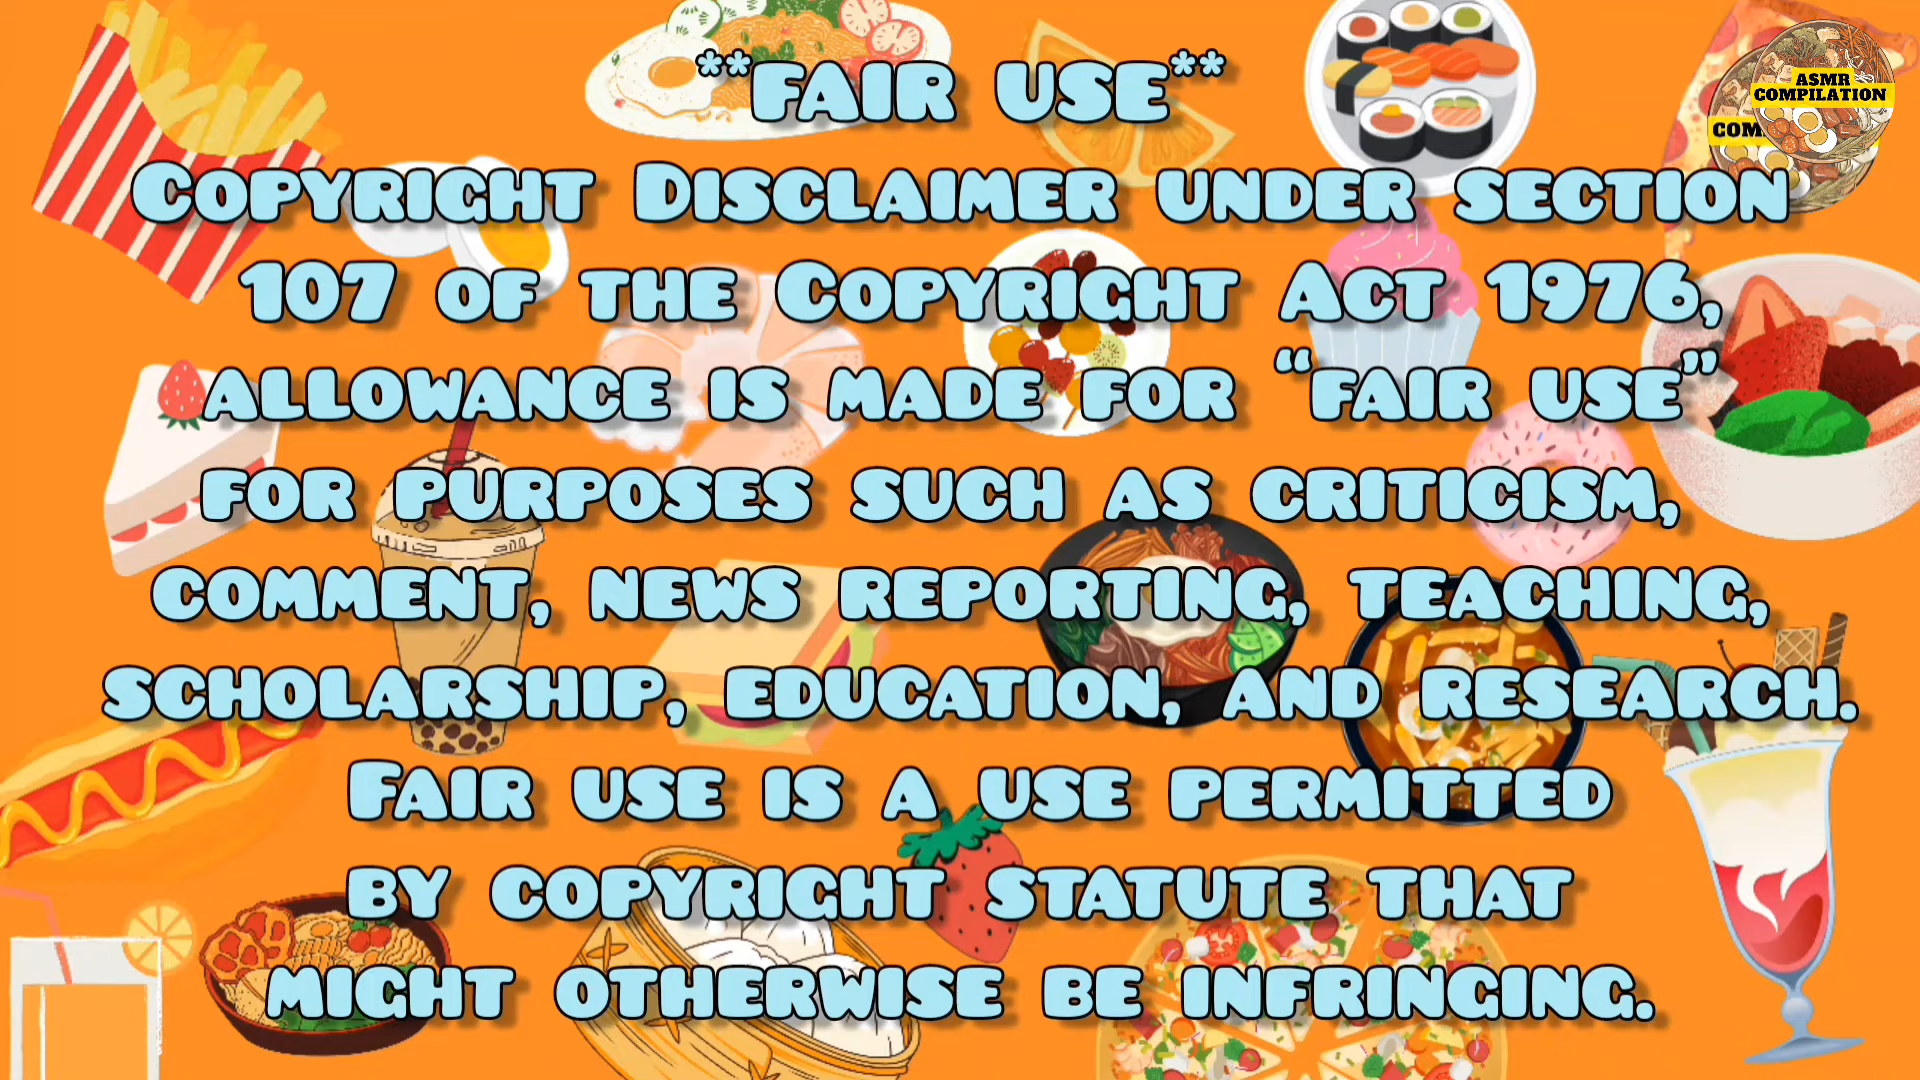 **FAIR USE**
COPYRIGHT DISCLAIMER UNDER SECTION
107 OF THE COPYRIGHT ACT 1976,
ALLOWANCE IS MADE FOR “FAIR USE”
FOR PURPOSES SUCH AS CRITICISM,
COMMENT, NEWS REPORTING, TEACHING,
SCHOLARSHIP, EDUCATION, AND RESEARCH.
FAIR USE IS A USE PERMITTED
BY COPYRIGHT STATUTE THAT
MIGHT OTHERWISE BE INFRINGING.
ASMR
COMPILATION